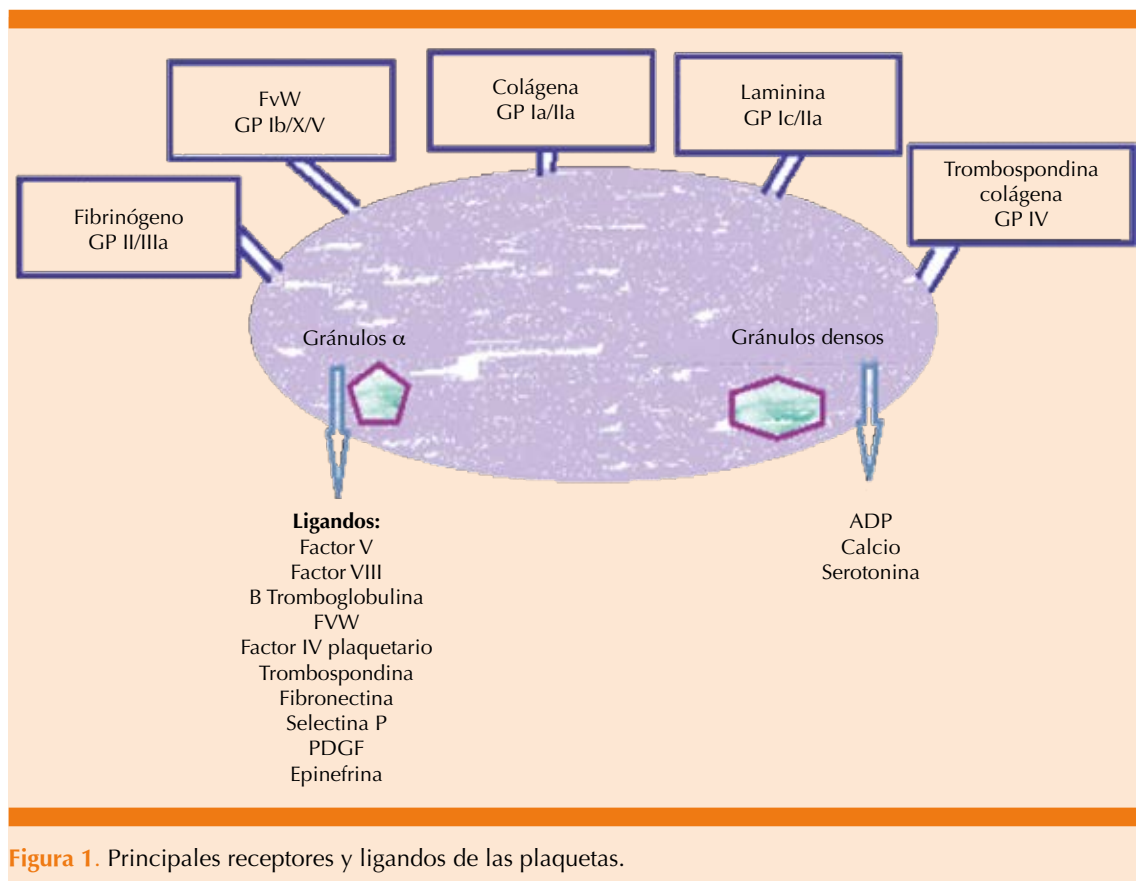 FvW
GP Ib/X/V
Colágena
GP Ia/IIa
Laminina
GP Ic/IIa
Trombospondina
colágena
GP IV
Fibrinógeno
GP II/IIIa
Gránulos α
Gránulos densos
Ligandos:
Factor V
Factor VIII
B Tromboglobulina
FVW
Factor IV plaquetario
Trombospondina
Fibronectina
Selectina P
PDGF
Epinefrina
ADP
Calcio
Serotonina
Figura 1. Principales receptores y ligandos de las plaquetas.